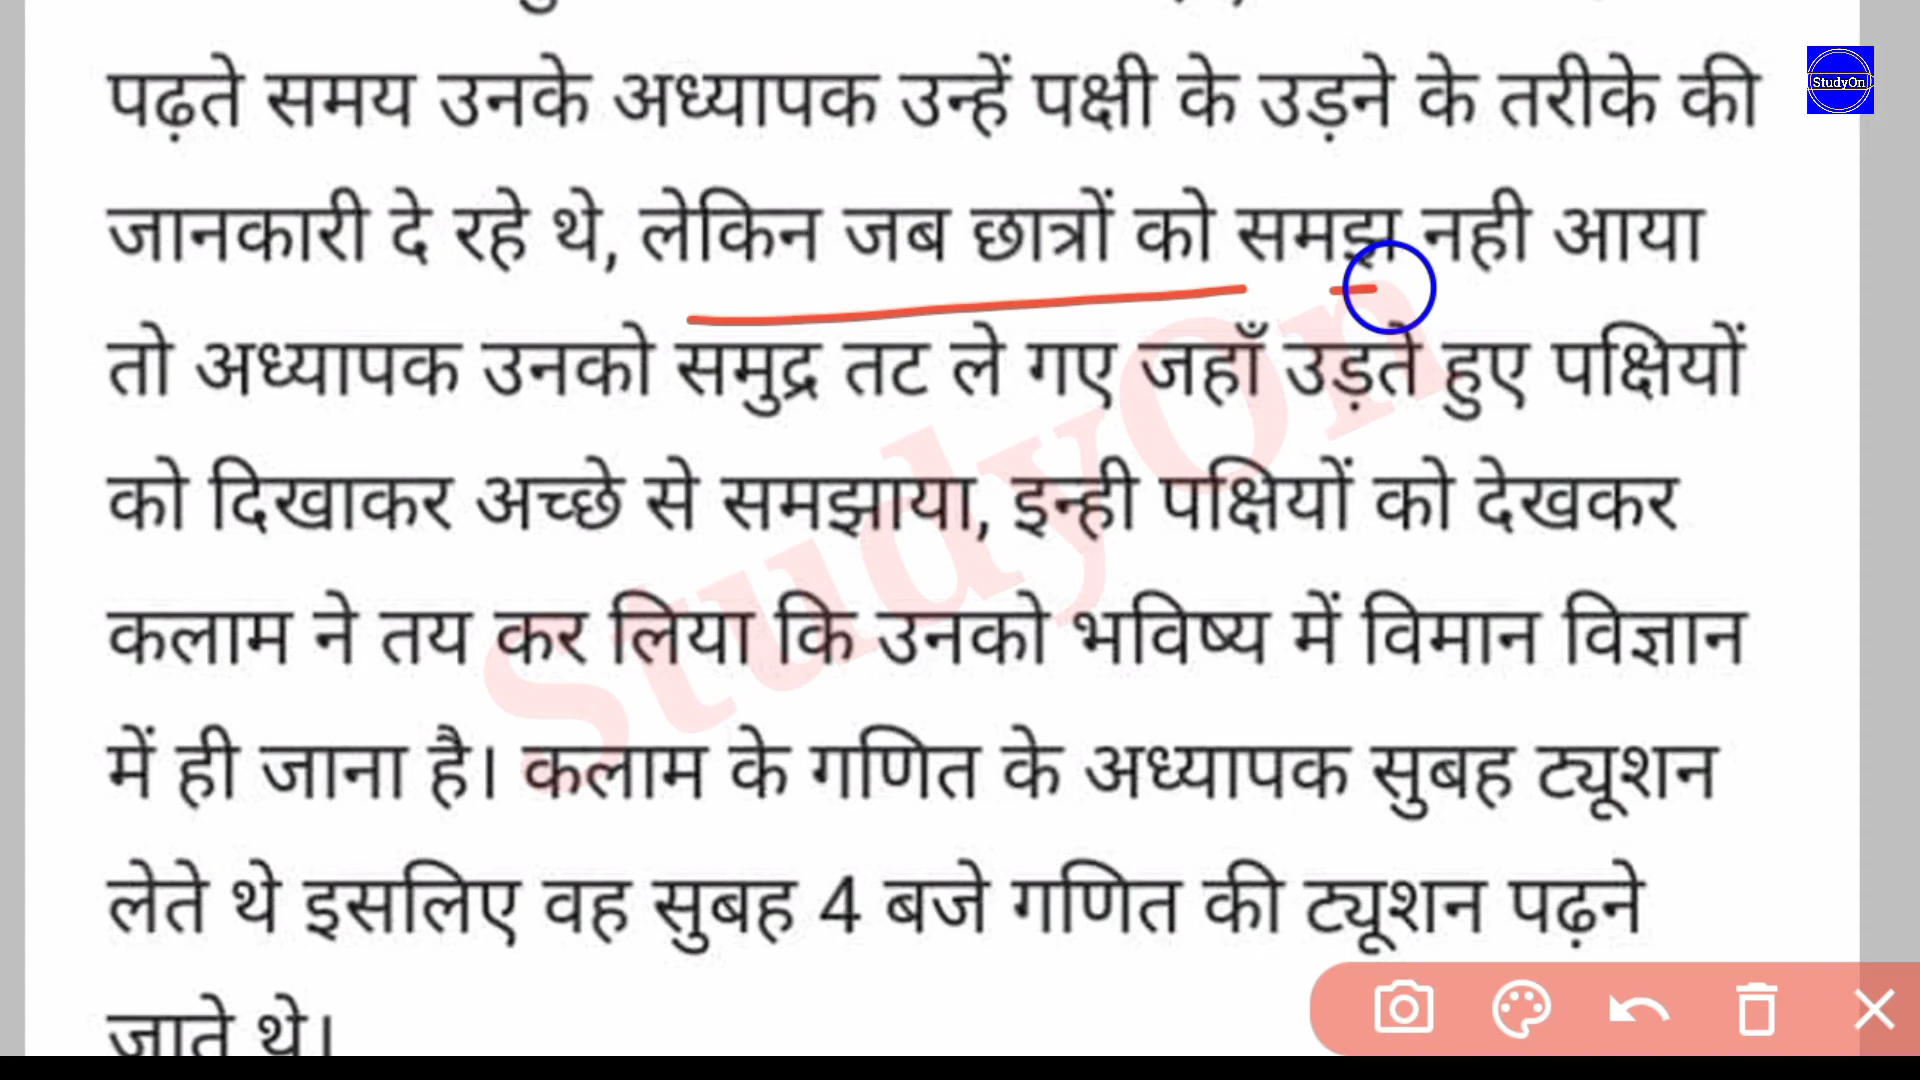 पढ़ते समय उनके अध्यापक उन्हें पक्षी के उड़ने के तरीके की
StudyOn
जानकारी दे रहे थे, लेकिन जब छात्रों को समझ नही आया
तो अध्यापक उनको समुद्र तट ले गए जहाँ उड़ते हुए पक्षियों
को दिखाकर अच्छे से समझाया, इन्ही पक्षियों को देखकर
कलाम ने तय कर लिया कि उनको भविष्य में विमान विज्ञान
में ही जाना है। कलाम के गणित के अध्यापक सुबह ट्यूशन
लेते थे इसलिए वह सुबह 4 बजे गणित की ट्यूशन पढ़ने
जाते थे।
StudyOn